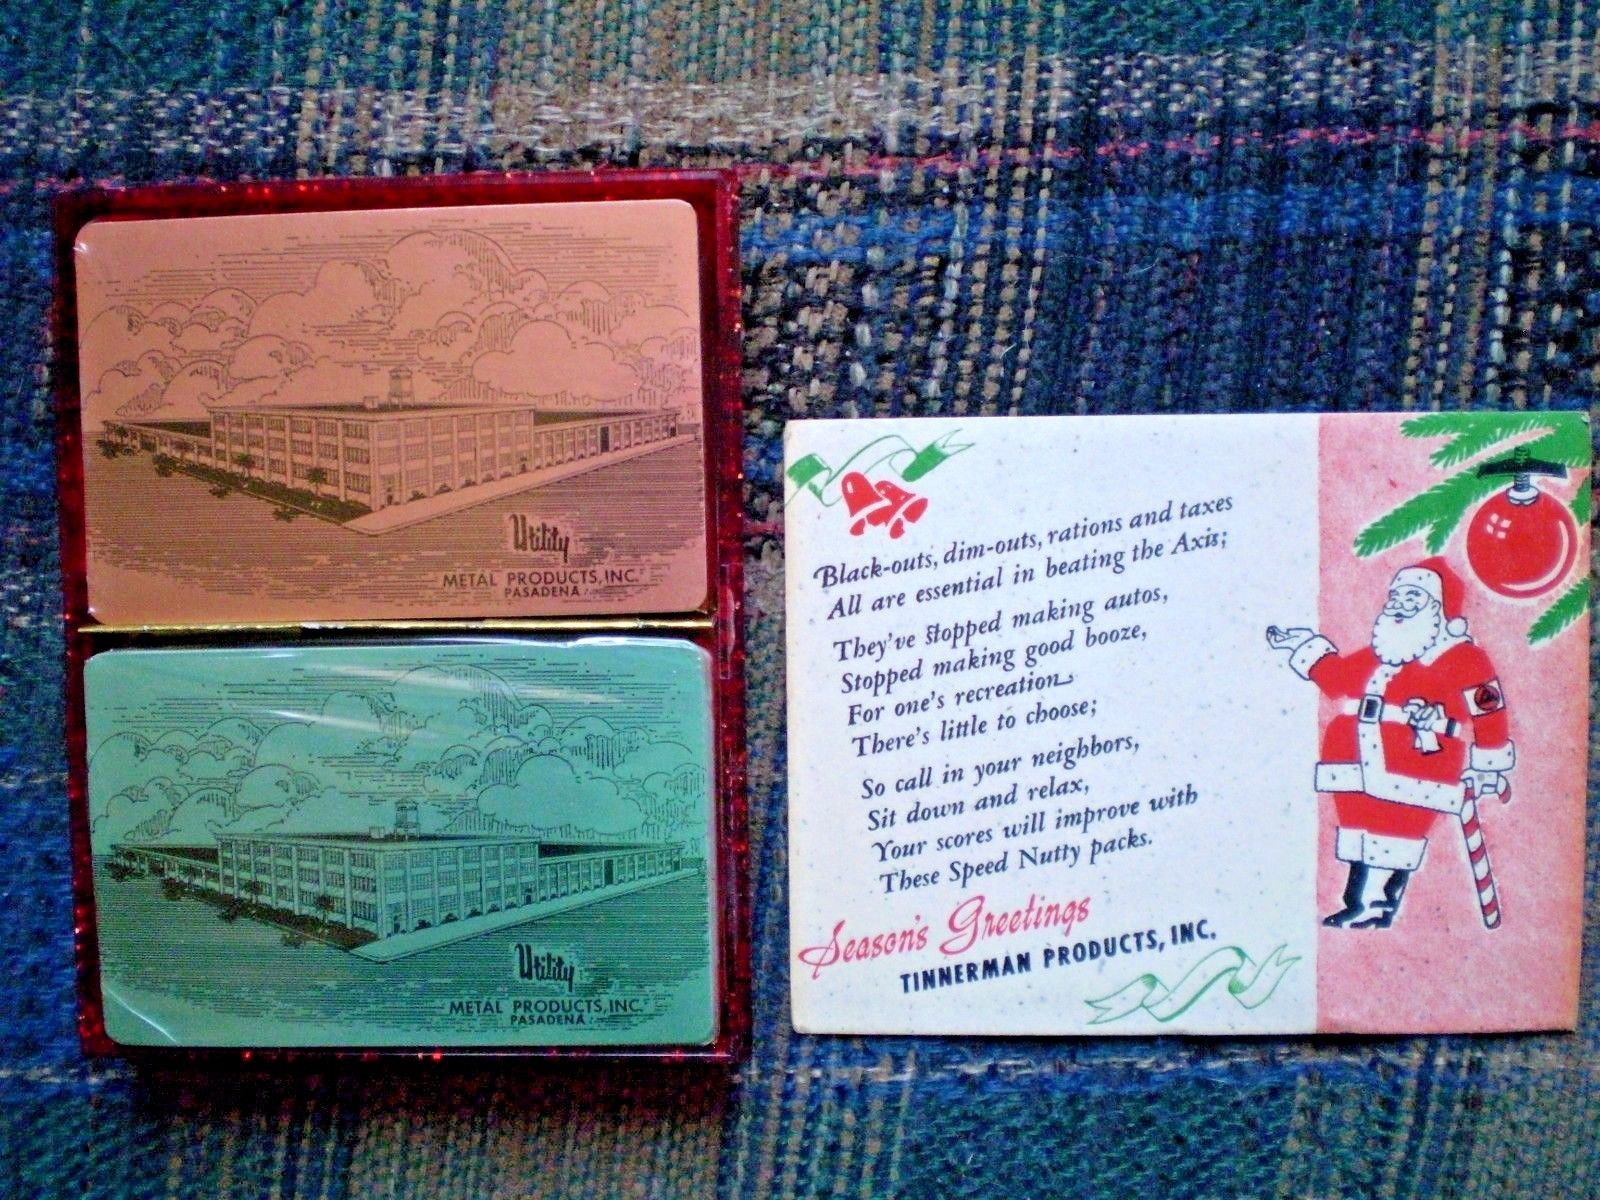 Utility
METAL PRODUCTS, INC.
PASADENA
Utility
METAL PRODUCTS, INC.
PASADENA
Black-outs, dim-outs, rations and taxes
All are essential in beating the Axis;
They've stopped making autos,
Stopped making good booze,
For one's recreation
There's little to choose;
So call in your neighbors,
Sit down and relax,
Your scores will improve with
These Speed Nutty packs.
Season's Greetings
TINNERMAN PRODUCTS, INC.